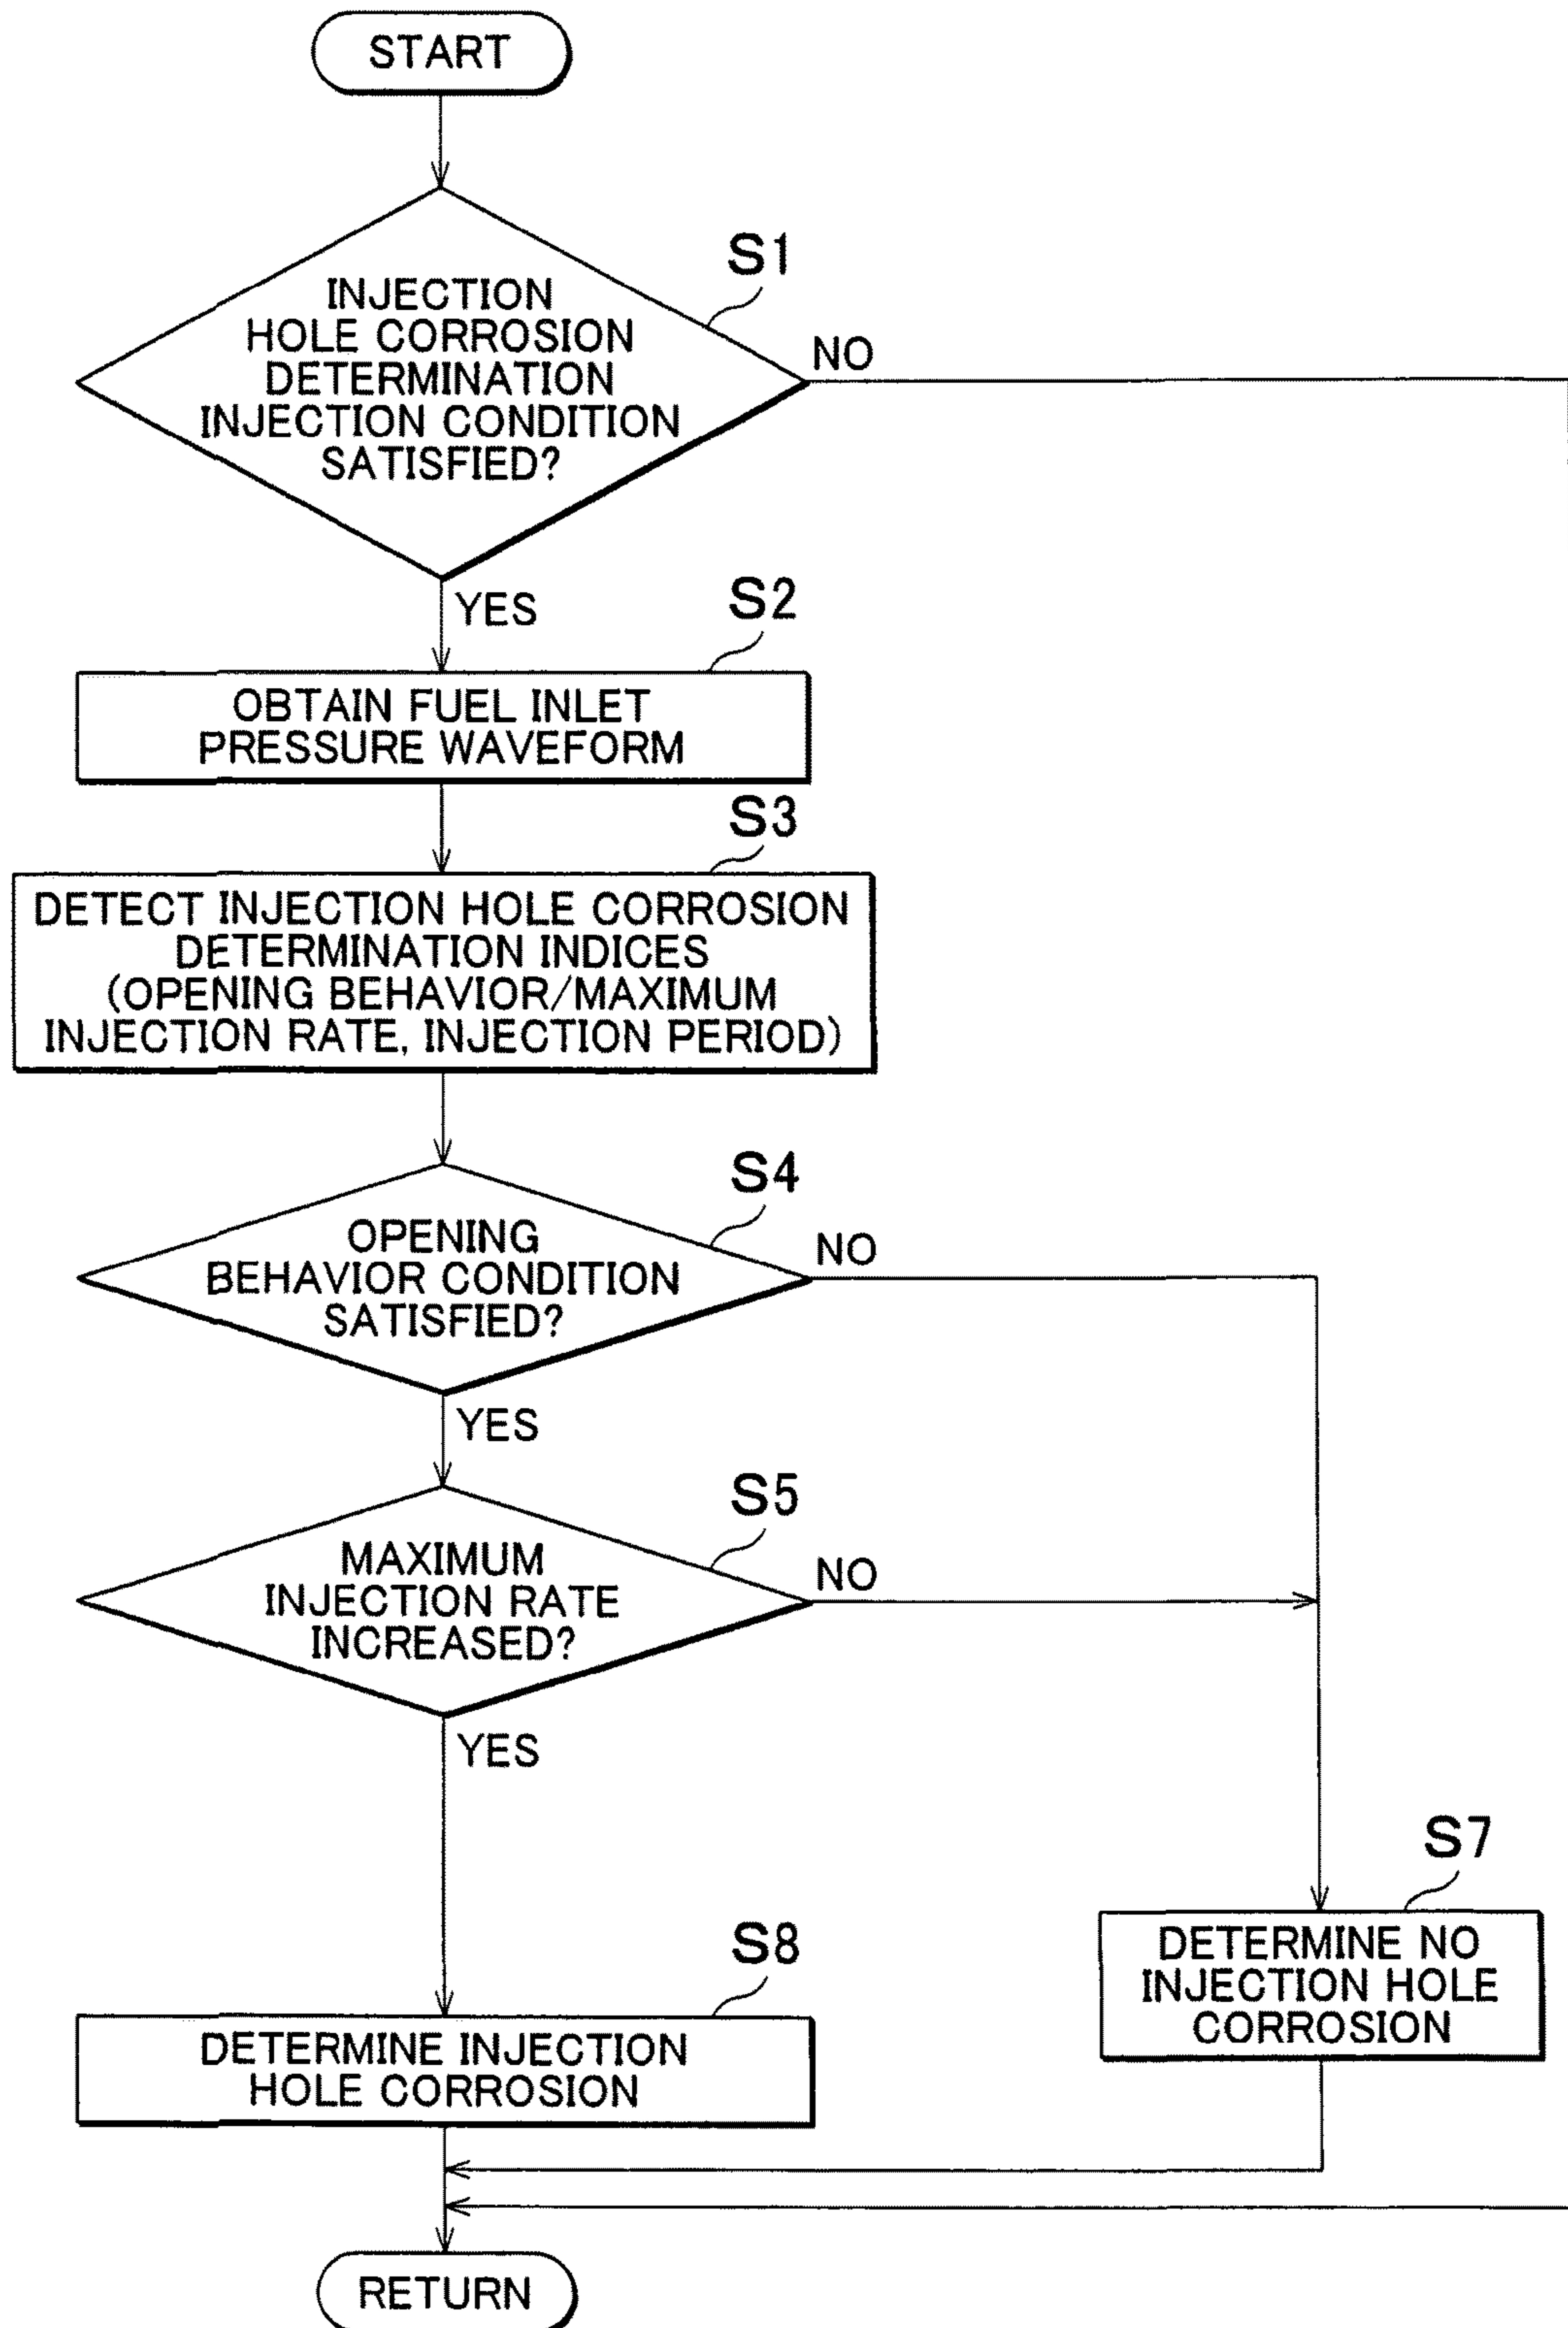 START
S1
INJECTION
HOLE CORROSION
DETERMINATION
INJECTION CONDITION
SATISFIED?
NO
YES
S2
OBTAIN FUEL INLET
PRESSURE WAVEFORM
S3
DETECT INJECTION HOLE CORROSION
DETERMINATION INDICES
(OPENING BEHAVIOR/MAXIMUM
INJECTION RATE, INJECTION PERIOD)
S4
OPENING
BEHAVIOR CONDITION
SATISFIED?
NO
YES
S5
MAXIMUM
INJECTION RATE
INCREASED?
NO
YES
S7
DETERMINE NO
INJECTION HOLE
CORROSION
S8
DETERMINE INJECTION
HOLE CORROSION
RETURN